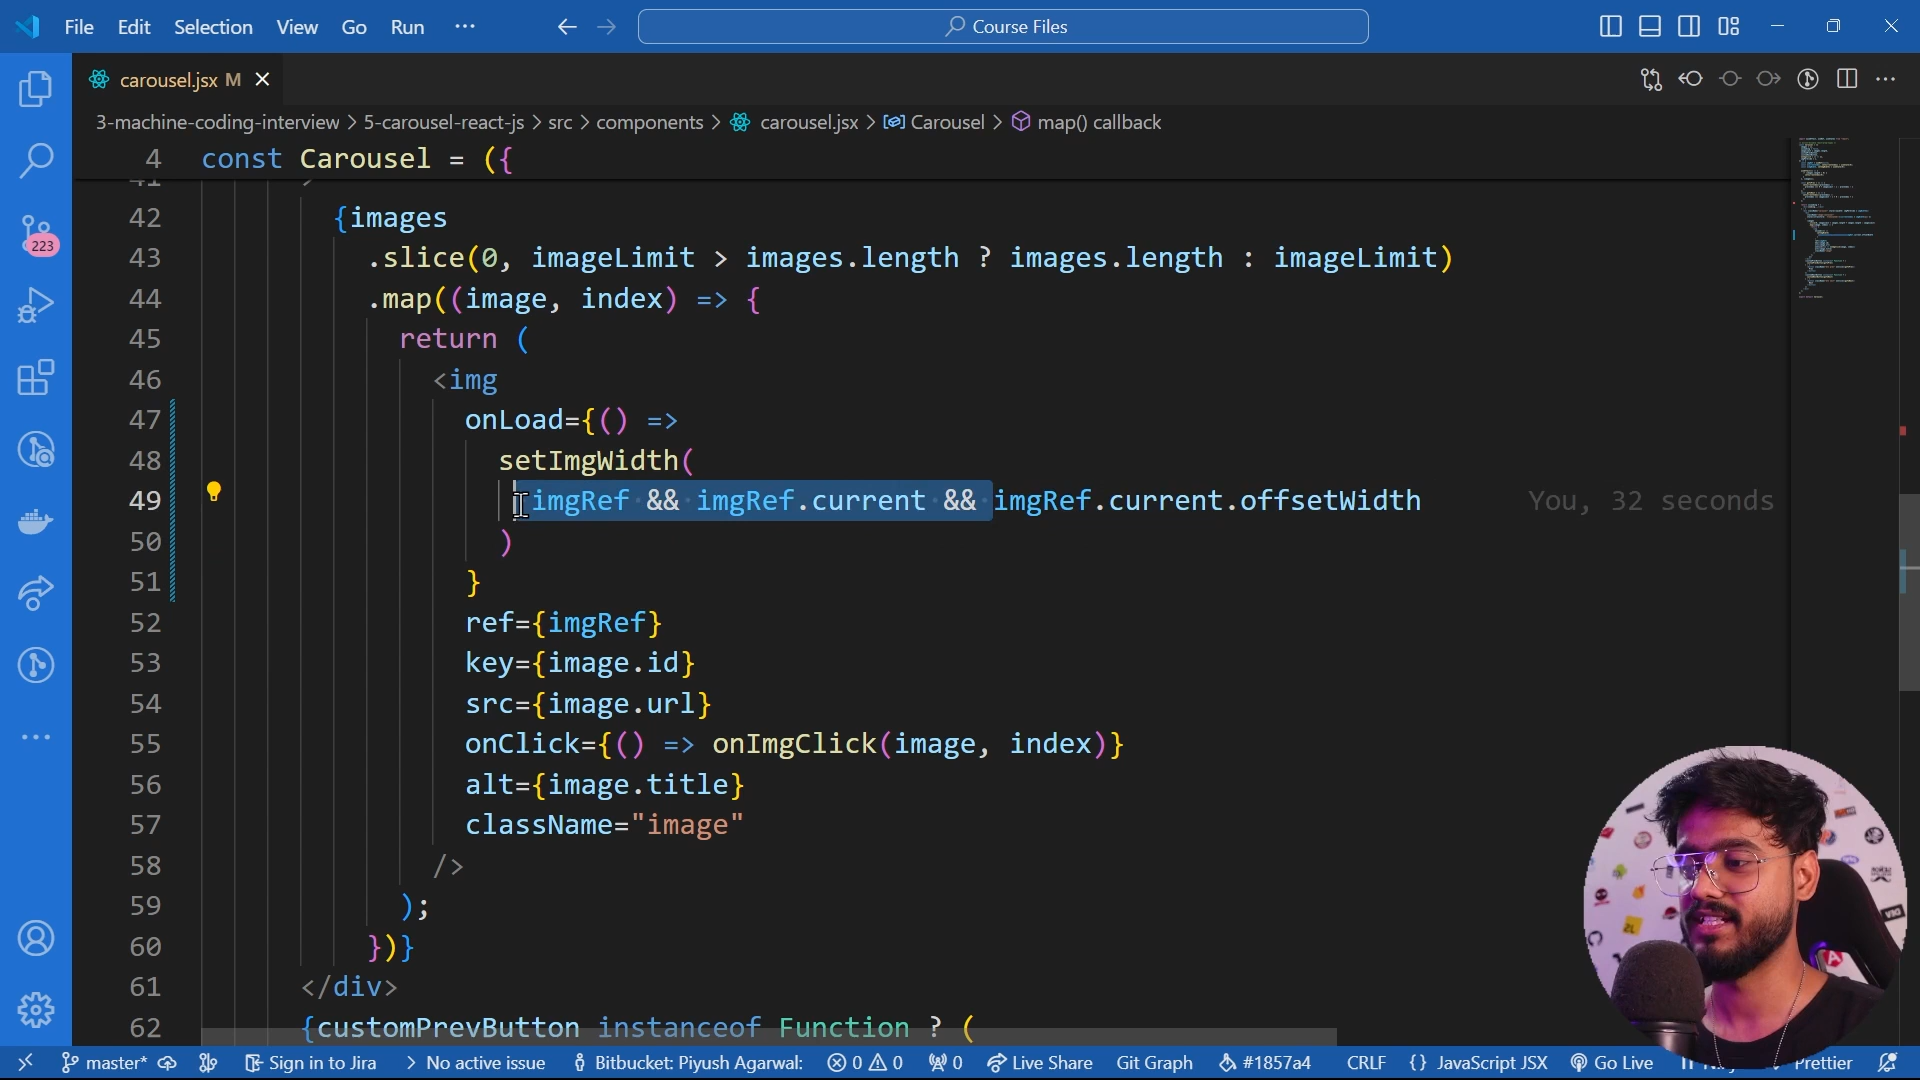 File Edit Selection View Go Run ··· Course Files
carousel.jsx M
3-machine-coding-interview > 5-carousel-react-js > src > components > carousel.jsx > Carousel > map() callback
4 const Carousel = ({
42 {images
43 .slice(0, imageLimit > images.length ? images.length : imageLimit)
44 .map((image, index) => {
45 return (
46 <img
47 onLoad={() =>
48 setImgWidth(
49 imgRef && imgRef.current && imgRef.current.offsetWidth You, 32 seconds
50 )
51 }
52 ref={imgRef}
53 key={image.id}
54 src={image.url}
55 onClick={() => onImgClick(image, index)}
56 alt={image.title}
57 className="image"
58 />
59 );
60 })}
61 </div>
62 {customPrevButton instanceof Function ? (
223
master* Sign in to Jira > No active issue Bitbucket: Piyush Agarwal: 0 0 0 Live Share Git Graph #1857a4 CRLF {} JavaScript JSX Go Live Prettier